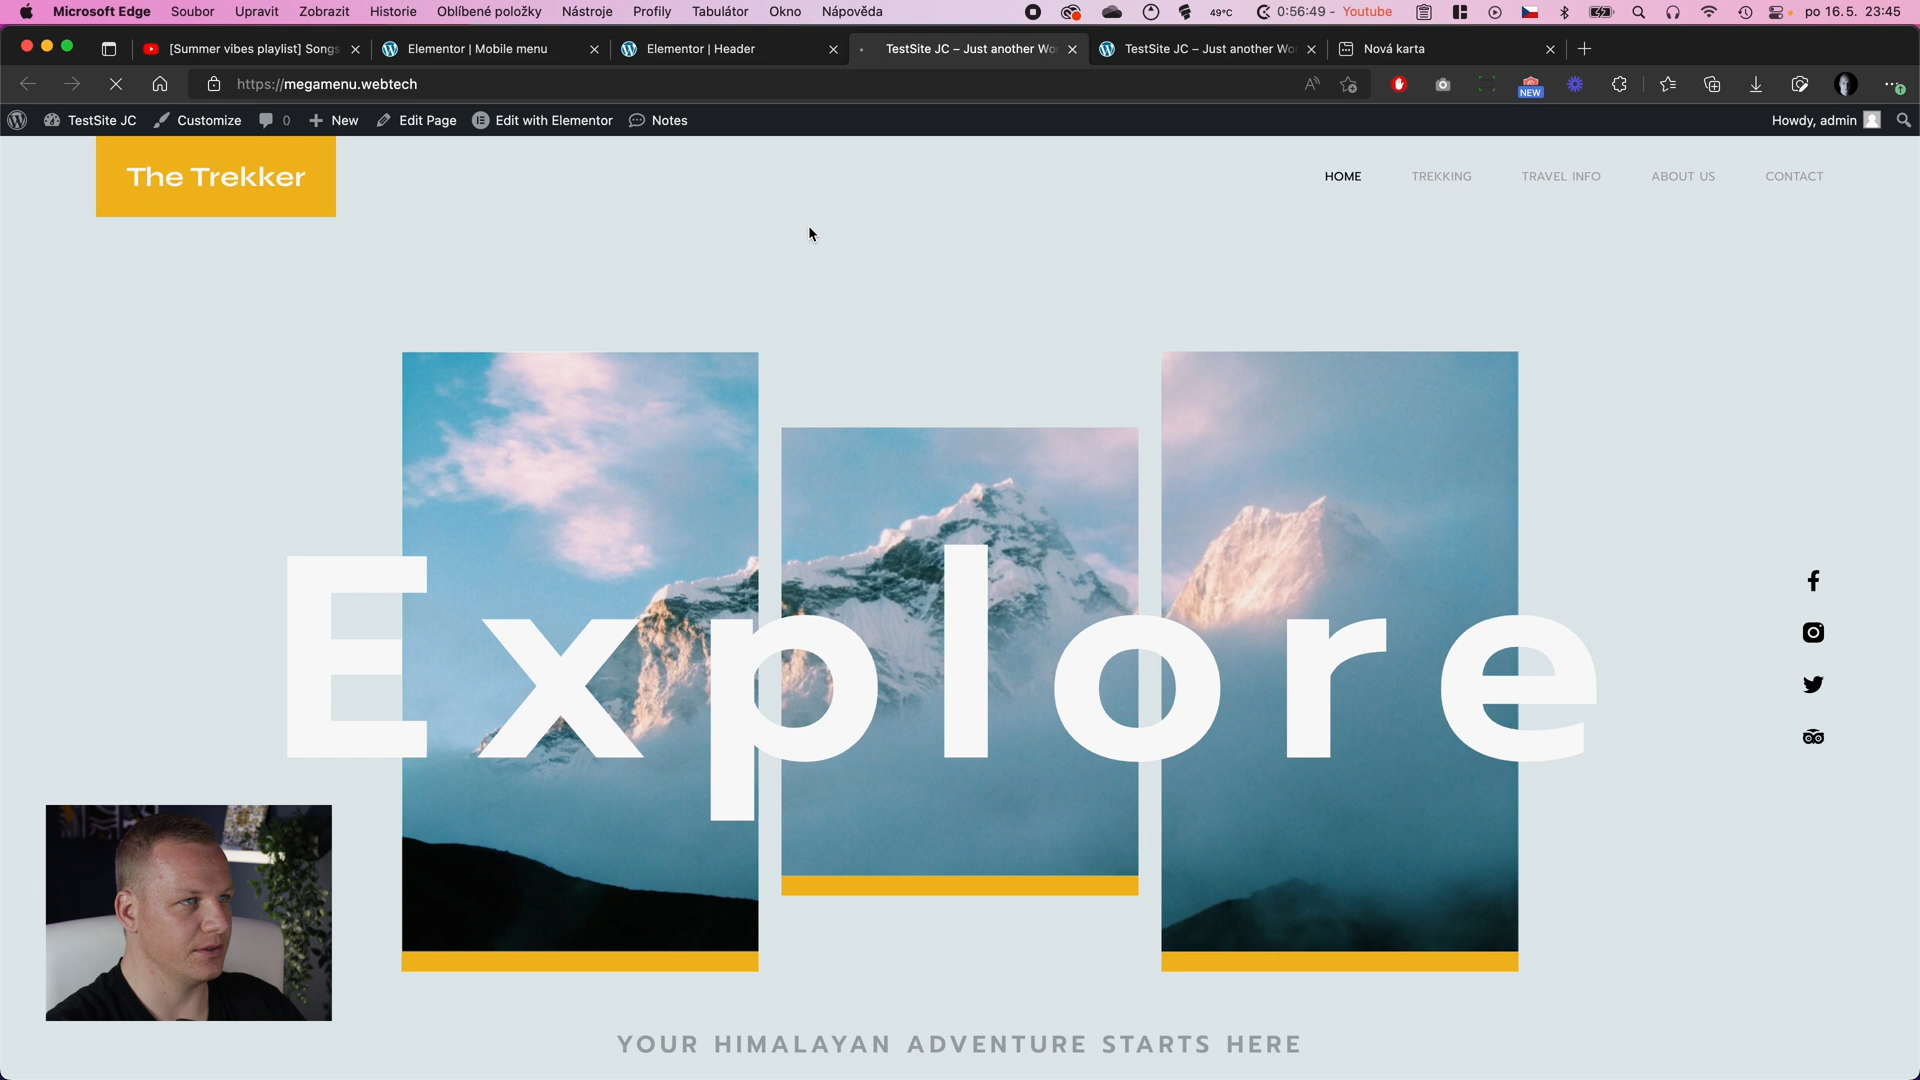 Microsoft Edge Soubor Upravit Zobrazit Historie Oblíbené položky Nástroje Profily Tabulátor Okno Nápověda 49°C 0:56:49 - Youtube po 16. 5. 23:45
[Summer vibes playlist] Songs Elementor | Mobile menu Elementor | Header TestSite JC – Just another Wo TestSite JC – Just another Wo Nová karta
https://megamenu.webtech NEW
TestSite JC Customize 0 New Edit Page Edit with Elementor Notes Howdy, admin
The Trekker HOME TREKKING TRAVEL INFO ABOUT US CONTACT
Explore
YOUR HIMALAYAN ADVENTURE STARTS HERE